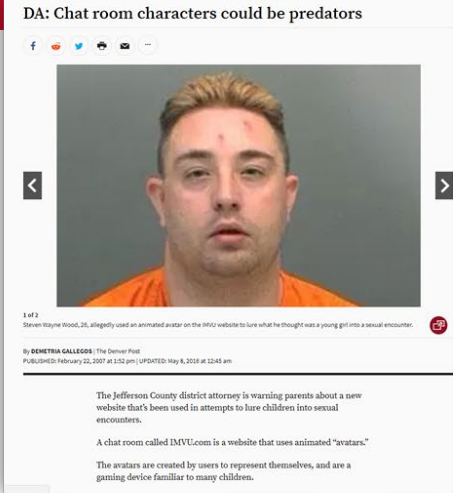 DA: Chat room characters could be predators
1 of 2
Steven Wayne Wood, 26, allegedly used an animated avatar on the IMVU website to lure what he thought was a young girl into a sexual encounter.
By DEMETRIA GALLEGOS | The Denver Post
PUBLISHED: February 22, 2007 at 1:52 pm | UPDATED: May 8, 2016 at 12:45 am
The Jefferson County district attorney is warning parents about a new
website that's been used in attempts to lure children into sexual
encounters.
A chat room called IMVU.com is a website that uses animated “avatars.”
The avatars are created by users to represent themselves, and are a
gaming device familiar to many children.